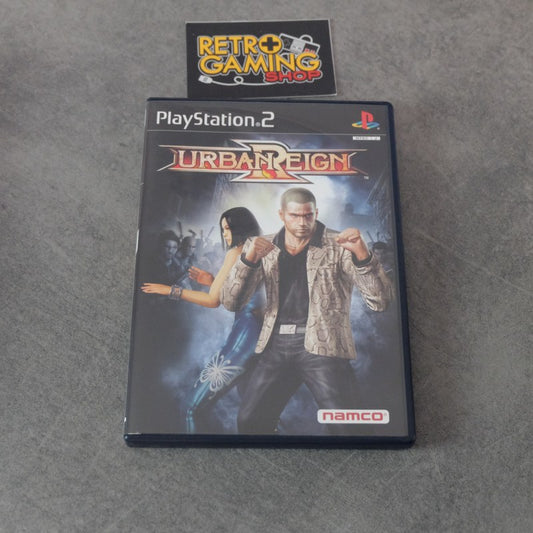 RETRO
GAMING
SHOP
PlayStation.2
URBAN REIGN
namco